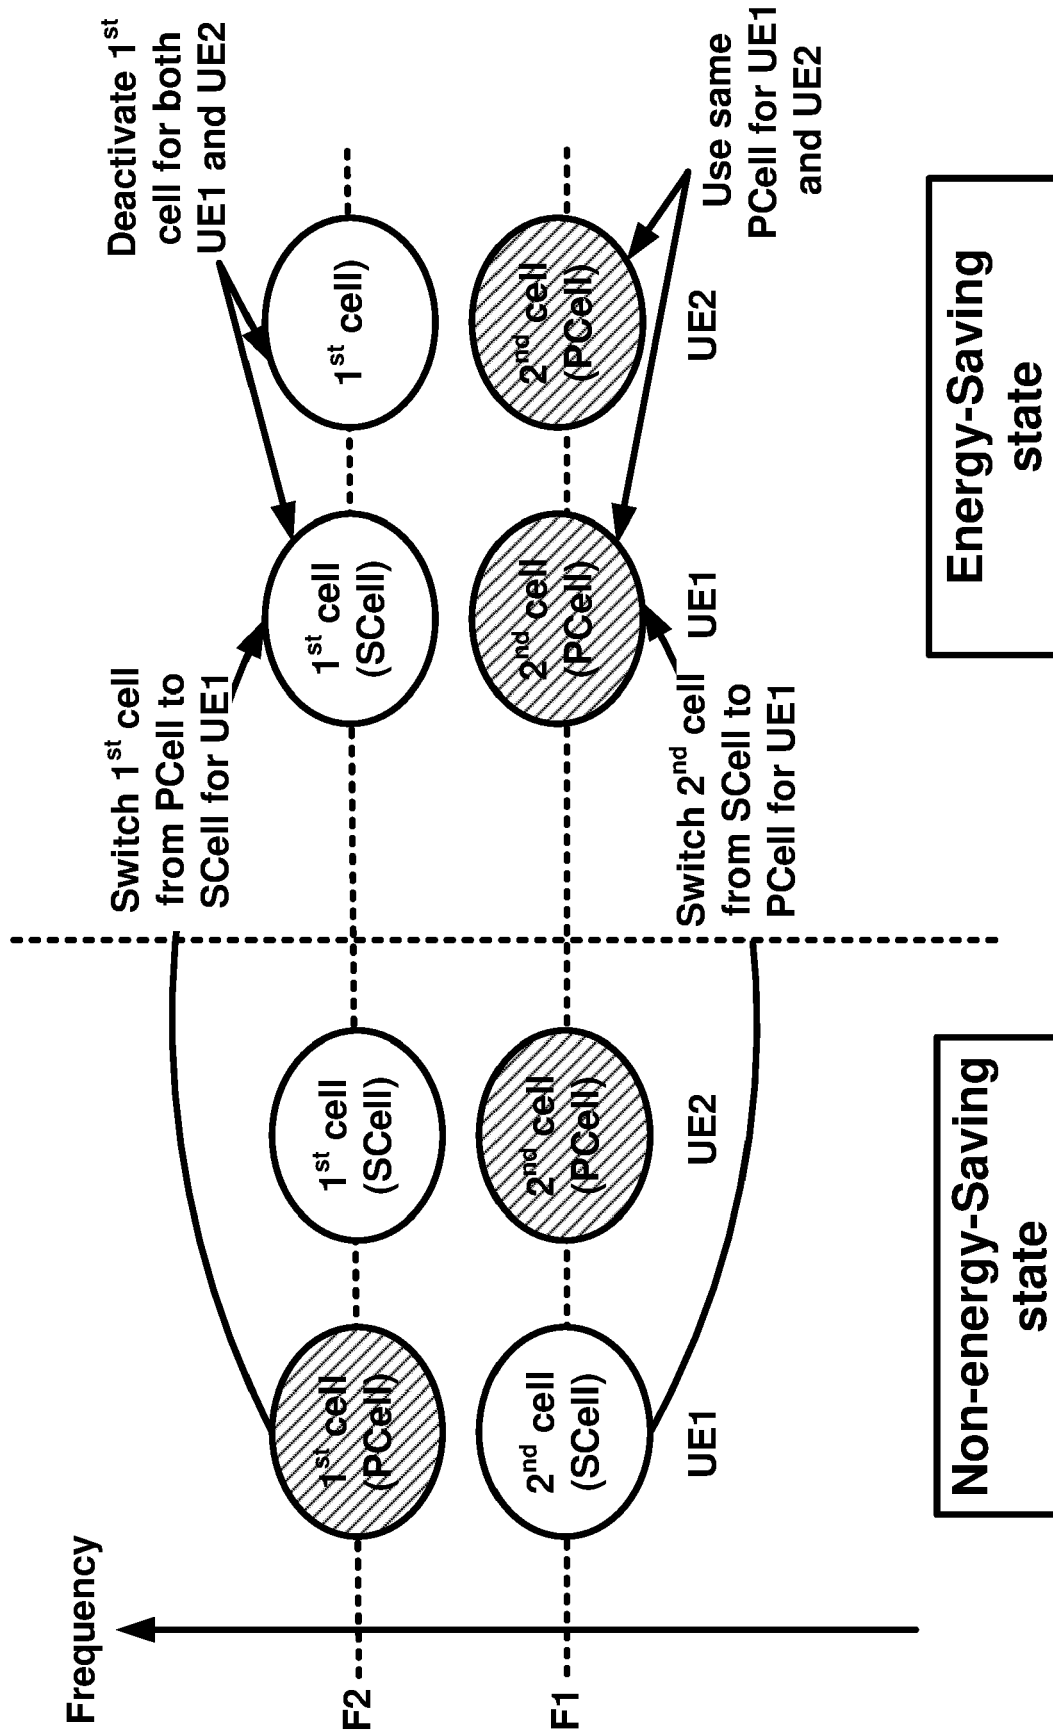 Frequency
F2
F1
1st cell
(PCell)
2nd cell
(SCell)
UE1
1st cell
(SCell)
2nd cell
(PCell)
UE2
Non-energy-Saving
state
Switch 1st cell
from PCell to
SCell for UE1
Switch 2nd cell
from SCell to
PCell for UE1
1st cell
(SCell)
2nd cell
(PCell)
UE1
Deactivate 1st
cell for both
UE1 and UE2
1st cell)
2nd cell
(PCell)
UE2
Use same
PCell for UE1
and UE2
Energy-Saving
state